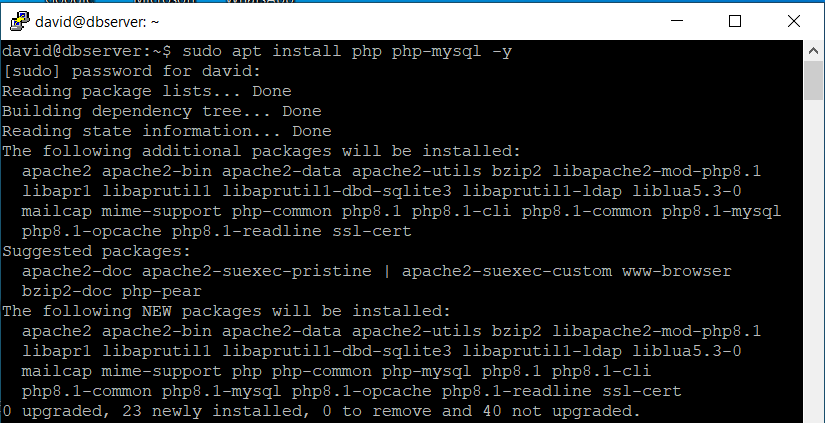 david@dbserver: ~
david@dbserver:~$ sudo apt install php php-mysql -y
[sudo] password for david:
Reading package lists... Done
Building dependency tree... Done
Reading state information... Done
The following additional packages will be installed:
  apache2 apache2-bin apache2-data apache2-utils bzip2 libapache2-mod-php8.1
  libapr1 libaprutil1 libaprutil1-dbd-sqlite3 libaprutil1-ldap liblua5.3-0
  mailcap mime-support php-common php8.1 php8.1-cli php8.1-common php8.1-mysql
  php8.1-opcache php8.1-readline ssl-cert
Suggested packages:
  apache2-doc apache2-suexec-pristine | apache2-suexec-custom www-browser
  bzip2-doc php-pear
The following NEW packages will be installed:
  apache2 apache2-bin apache2-data apache2-utils bzip2 libapache2-mod-php8.1
  libapr1 libaprutil1 libaprutil1-dbd-sqlite3 libaprutil1-ldap liblua5.3-0
  mailcap mime-support php php-common php-mysql php8.1 php8.1-cli
  php8.1-common php8.1-mysql php8.1-opcache php8.1-readline ssl-cert
0 upgraded, 23 newly installed, 0 to remove and 40 not upgraded.